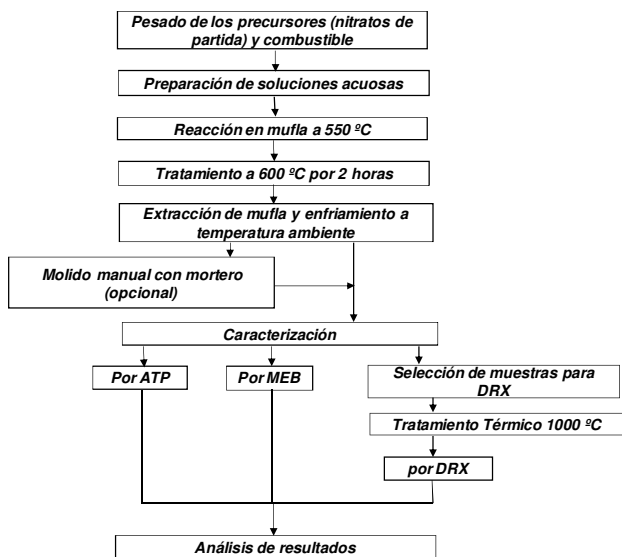 Pesado de los precursores (nitratos
de partida) y combustible
Preparación de soluciones acuosas
Reacción en mufla a 550 ºC
Tratamiento a 600 ºC por 2 horas
Extracción de mufla y enfriamiento a
temperatura ambiente
Molido manual con mortero
(opcional)
Caracterización
Por ATP
Por MEB
Selección de muestras para
DRX
Tratamiento Térmico 1000 ºC
por DRX
Análisis de resultados